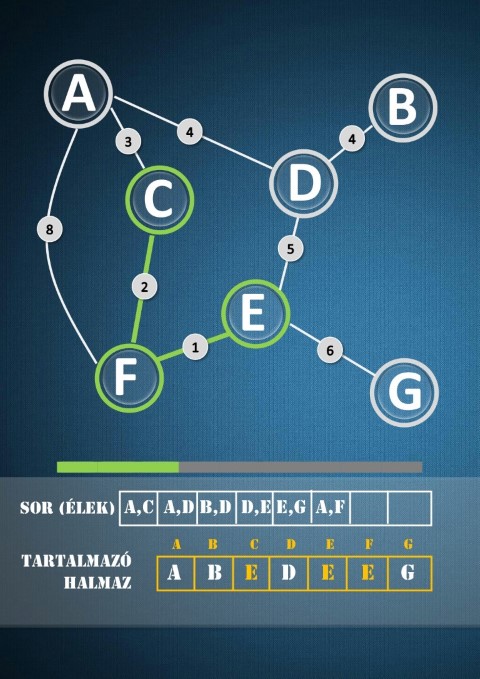 A
B
3
4
4
C
D
8
5
2
E
1
6
F
G
SOR (ÉLEK) A,C A,D B,D D,E E,G A,F
A B C D E F G
TARTALMAZÓ
HALMAZ
A B E D E E G